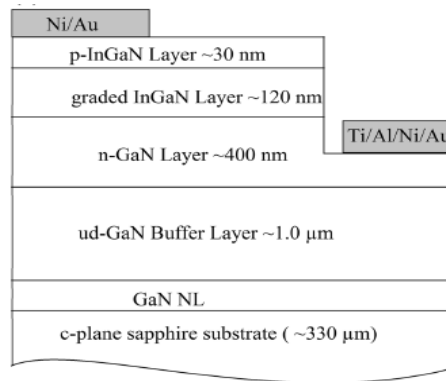 Ni/Au
p-InGaN Layer ~30 nm
graded InGaN Layer ~120 nm
Ti/Al/Ni/Au
n-GaN Layer ~400 nm
ud-GaN Buffer Layer ~1.0 µm
GaN NL
c-plane sapphire substrate ( ~330 µm)